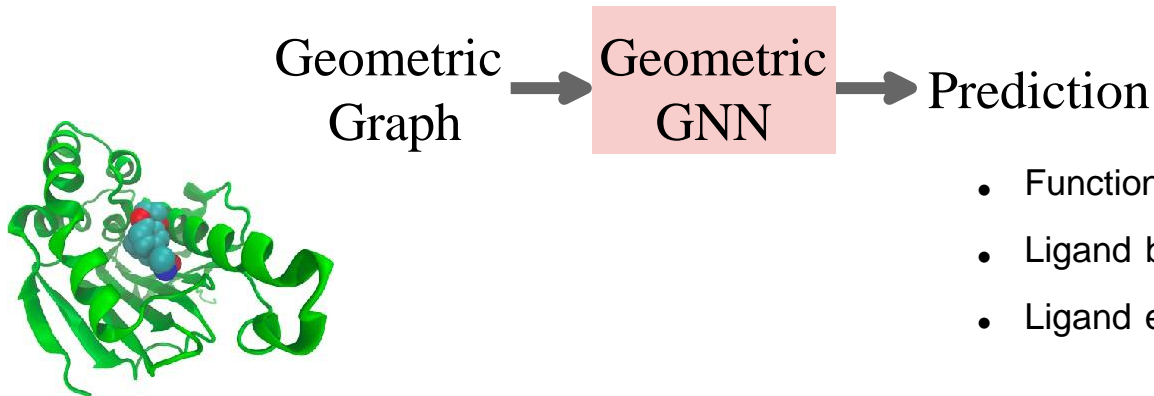 Geometric
Graph
Geometric
GNN
Prediction
• Function
• Ligand
• Ligand